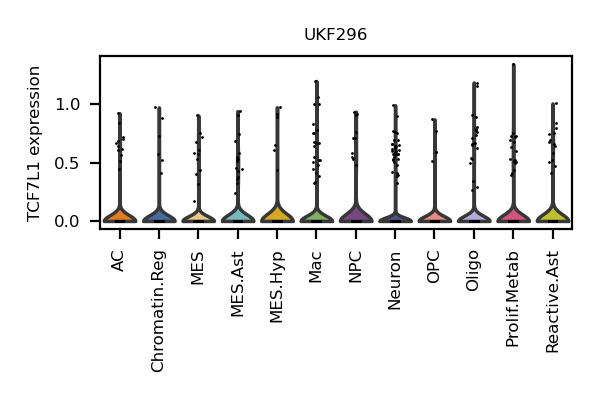 UKF296
TCF7L1 expression
1.0
0.5
0.0
AC
Chromatin.Reg
MES
MES.Ast
MES.Hyp
Mac
NPC
Neuron
OPC
Oligo
Prolif.Metab
Reactive.Ast